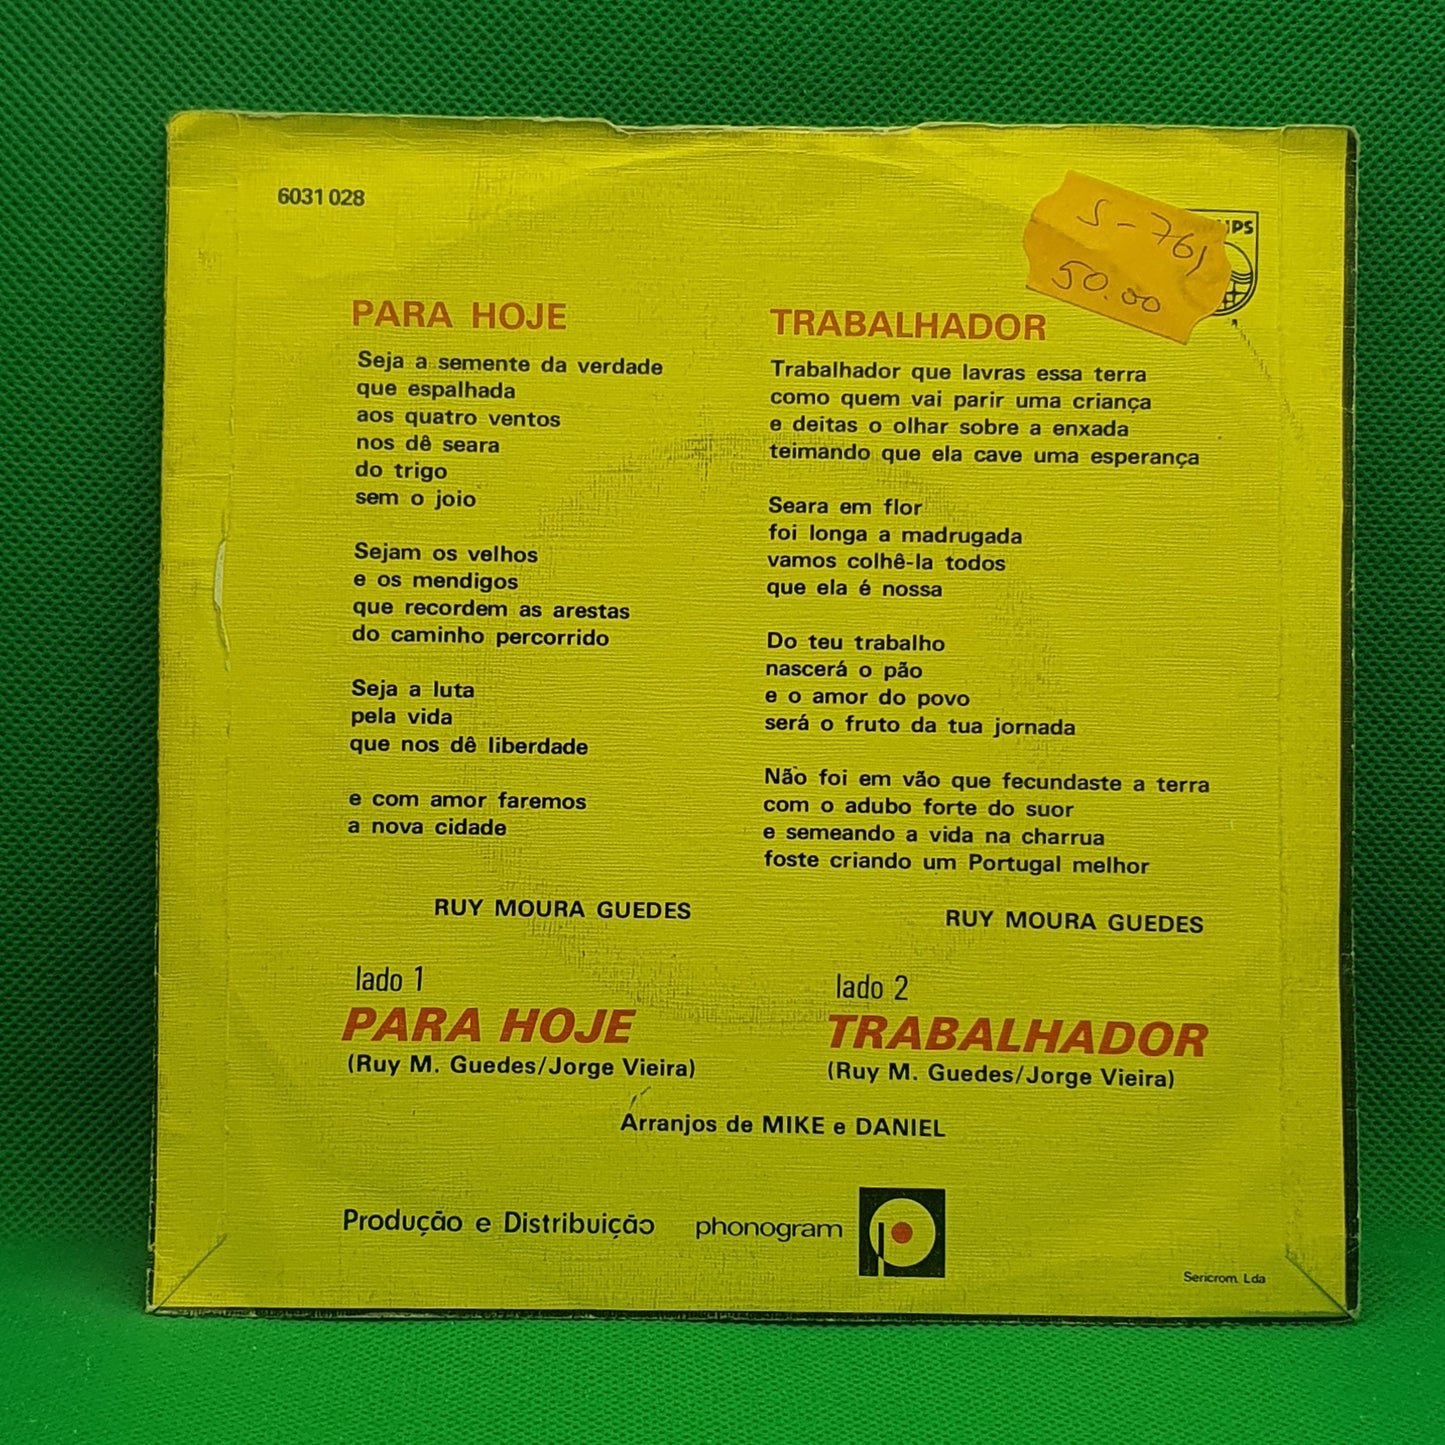 6031 028
S-761
50.00
PARA HOJE
Seja a semente da verdade
que espalhada
aos quatro ventos
nos dê seara
do trigo
sem o joio
Sejam os velhos
e os mendigos
que recordem as arestas
do caminho percorrido
Seja a luta
pela vida
que nos dê liberdade
e com amor faremos
a nova cidade
RUY MOURA GUEDES
TRABALHADOR
Trabalhador que lavras essa terra
como quem vai parir uma criança
e deitas o olhar sobre a enxada
teimando que ela cave uma esperança
Seara em flor
foi longa a madrugada
vamos colhê-la todos
que ela é nossa
Do teu trabalho
nascerá o pão
e o amor do povo
será o fruto da tua jornada
Não foi em vão que fecundaste a terra
com o adubo forte do suor
e semeando a vida na charrua
foste criando um Portugal melhor
RUY MOURA GUEDES
lado 1
PARA HOJE
(Ruy M. Guedes/Jorge Vieira)
lado 2
TRABALHADOR
(Ruy M. Guedes/Jorge Vieira)
Arranjos de MIKE e DANIEL
Produção e Distribuição phonogram
Sericrom, Lda